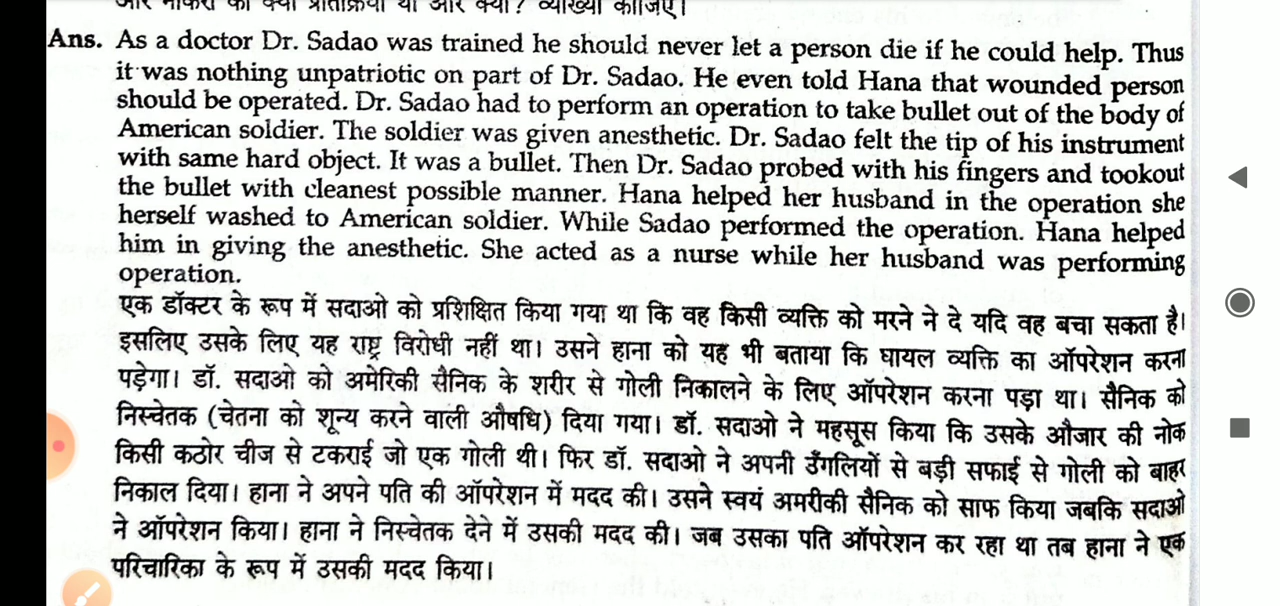 और नौकरों की क्या प्रतिक्रिया थी और क्यों? व्याख्या कीजिए।
Ans. As a doctor Dr. Sadao was trained he should never let a person die if he could help. Thus
it was nothing unpatriotic on part of Dr. Sadao. He even told Hana that wounded person
should be operated. Dr. Sadao had to perform an operation to take bullet out of the body of
American soldier. The soldier was given anesthetic. Dr. Sadao felt the tip of his instrument
with same hard object. It was a bullet. Then Dr. Sadao probed with his fingers and tookout
the bullet with cleanest possible manner. Hana helped her husband in the operation she
herself washed to American soldier. While Sadao performed the operation. Hana helped
him in giving the anesthetic. She acted as a nurse while her husband was performing
operation.
एक डॉक्टर के रूप में सदाओ को प्रशिक्षित किया गया था कि वह किसी व्यक्ति को मरने ने दे यदि वह बचा सकता है।
इसलिए उसके लिए यह राष्ट्र विरोधी नहीं था। उसने हाना को यह भी बताया कि घायल व्यक्ति का ऑपरेशन करना
पड़ेगा। डॉ. सदाओ को अमेरिकी सैनिक के शरीर से गोली निकालने के लिए ऑपरेशन करना पड़ा था। सैनिक को
निस्चेतक (चेतना को शून्य करने वाली औषधि) दिया गया। डॉ. सदाओ ने महसूस किया कि उसके औजार की नोक
किसी कठोर चीज से टकराई जो एक गोली थी। फिर डॉ. सदाओ ने अपनी उँगलियों से बड़ी सफाई से गोली को बाहर
निकाल दिया। हाना ने अपने पति की ऑपरेशन में मदद की। उसने स्वयं अमरीकी सैनिक को साफ किया जबकि सदाओ
ने ऑपरेशन किया। हाना ने निस्चेतक देने में उसकी मदद की। जब उसका पति ऑपरेशन कर रहा था तब हाना ने एक
परिचारिका के रूप में उसकी मदद किया।